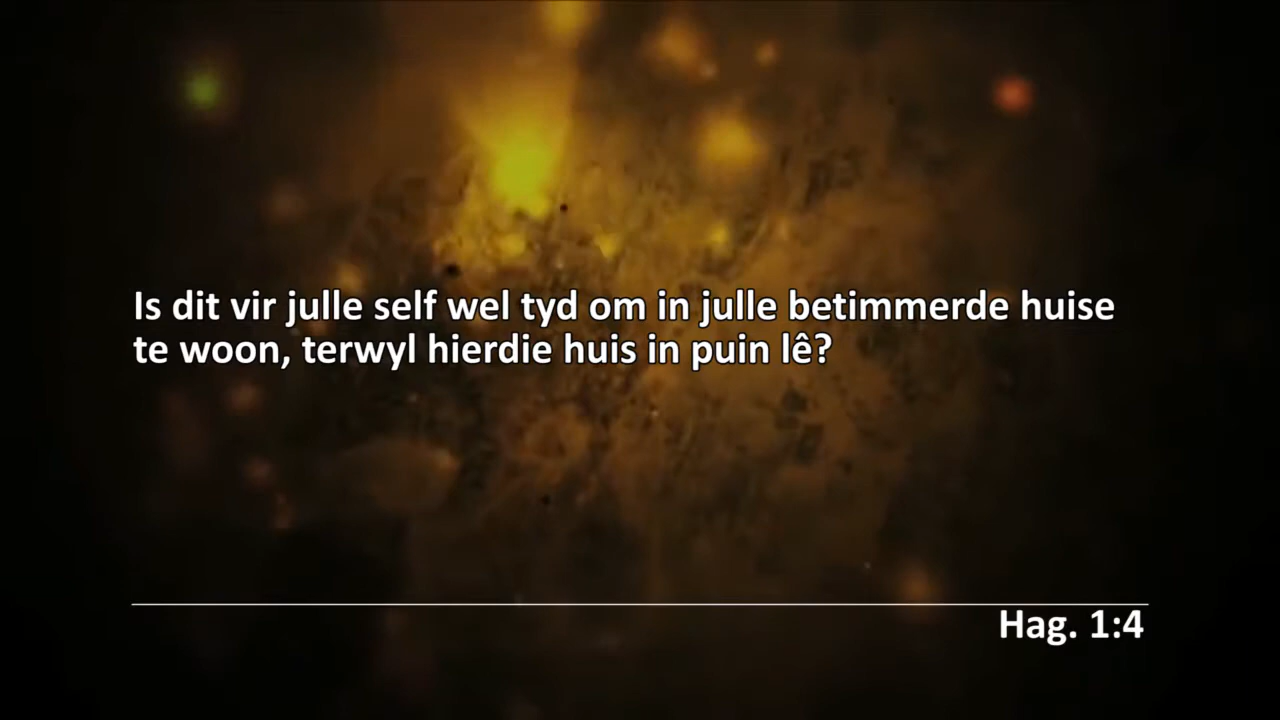 Is dit vir julle self wel tyd om in julle betimmerde huise
te woon, terwyl hierdie huis in puin lê?
Hag. 1:4